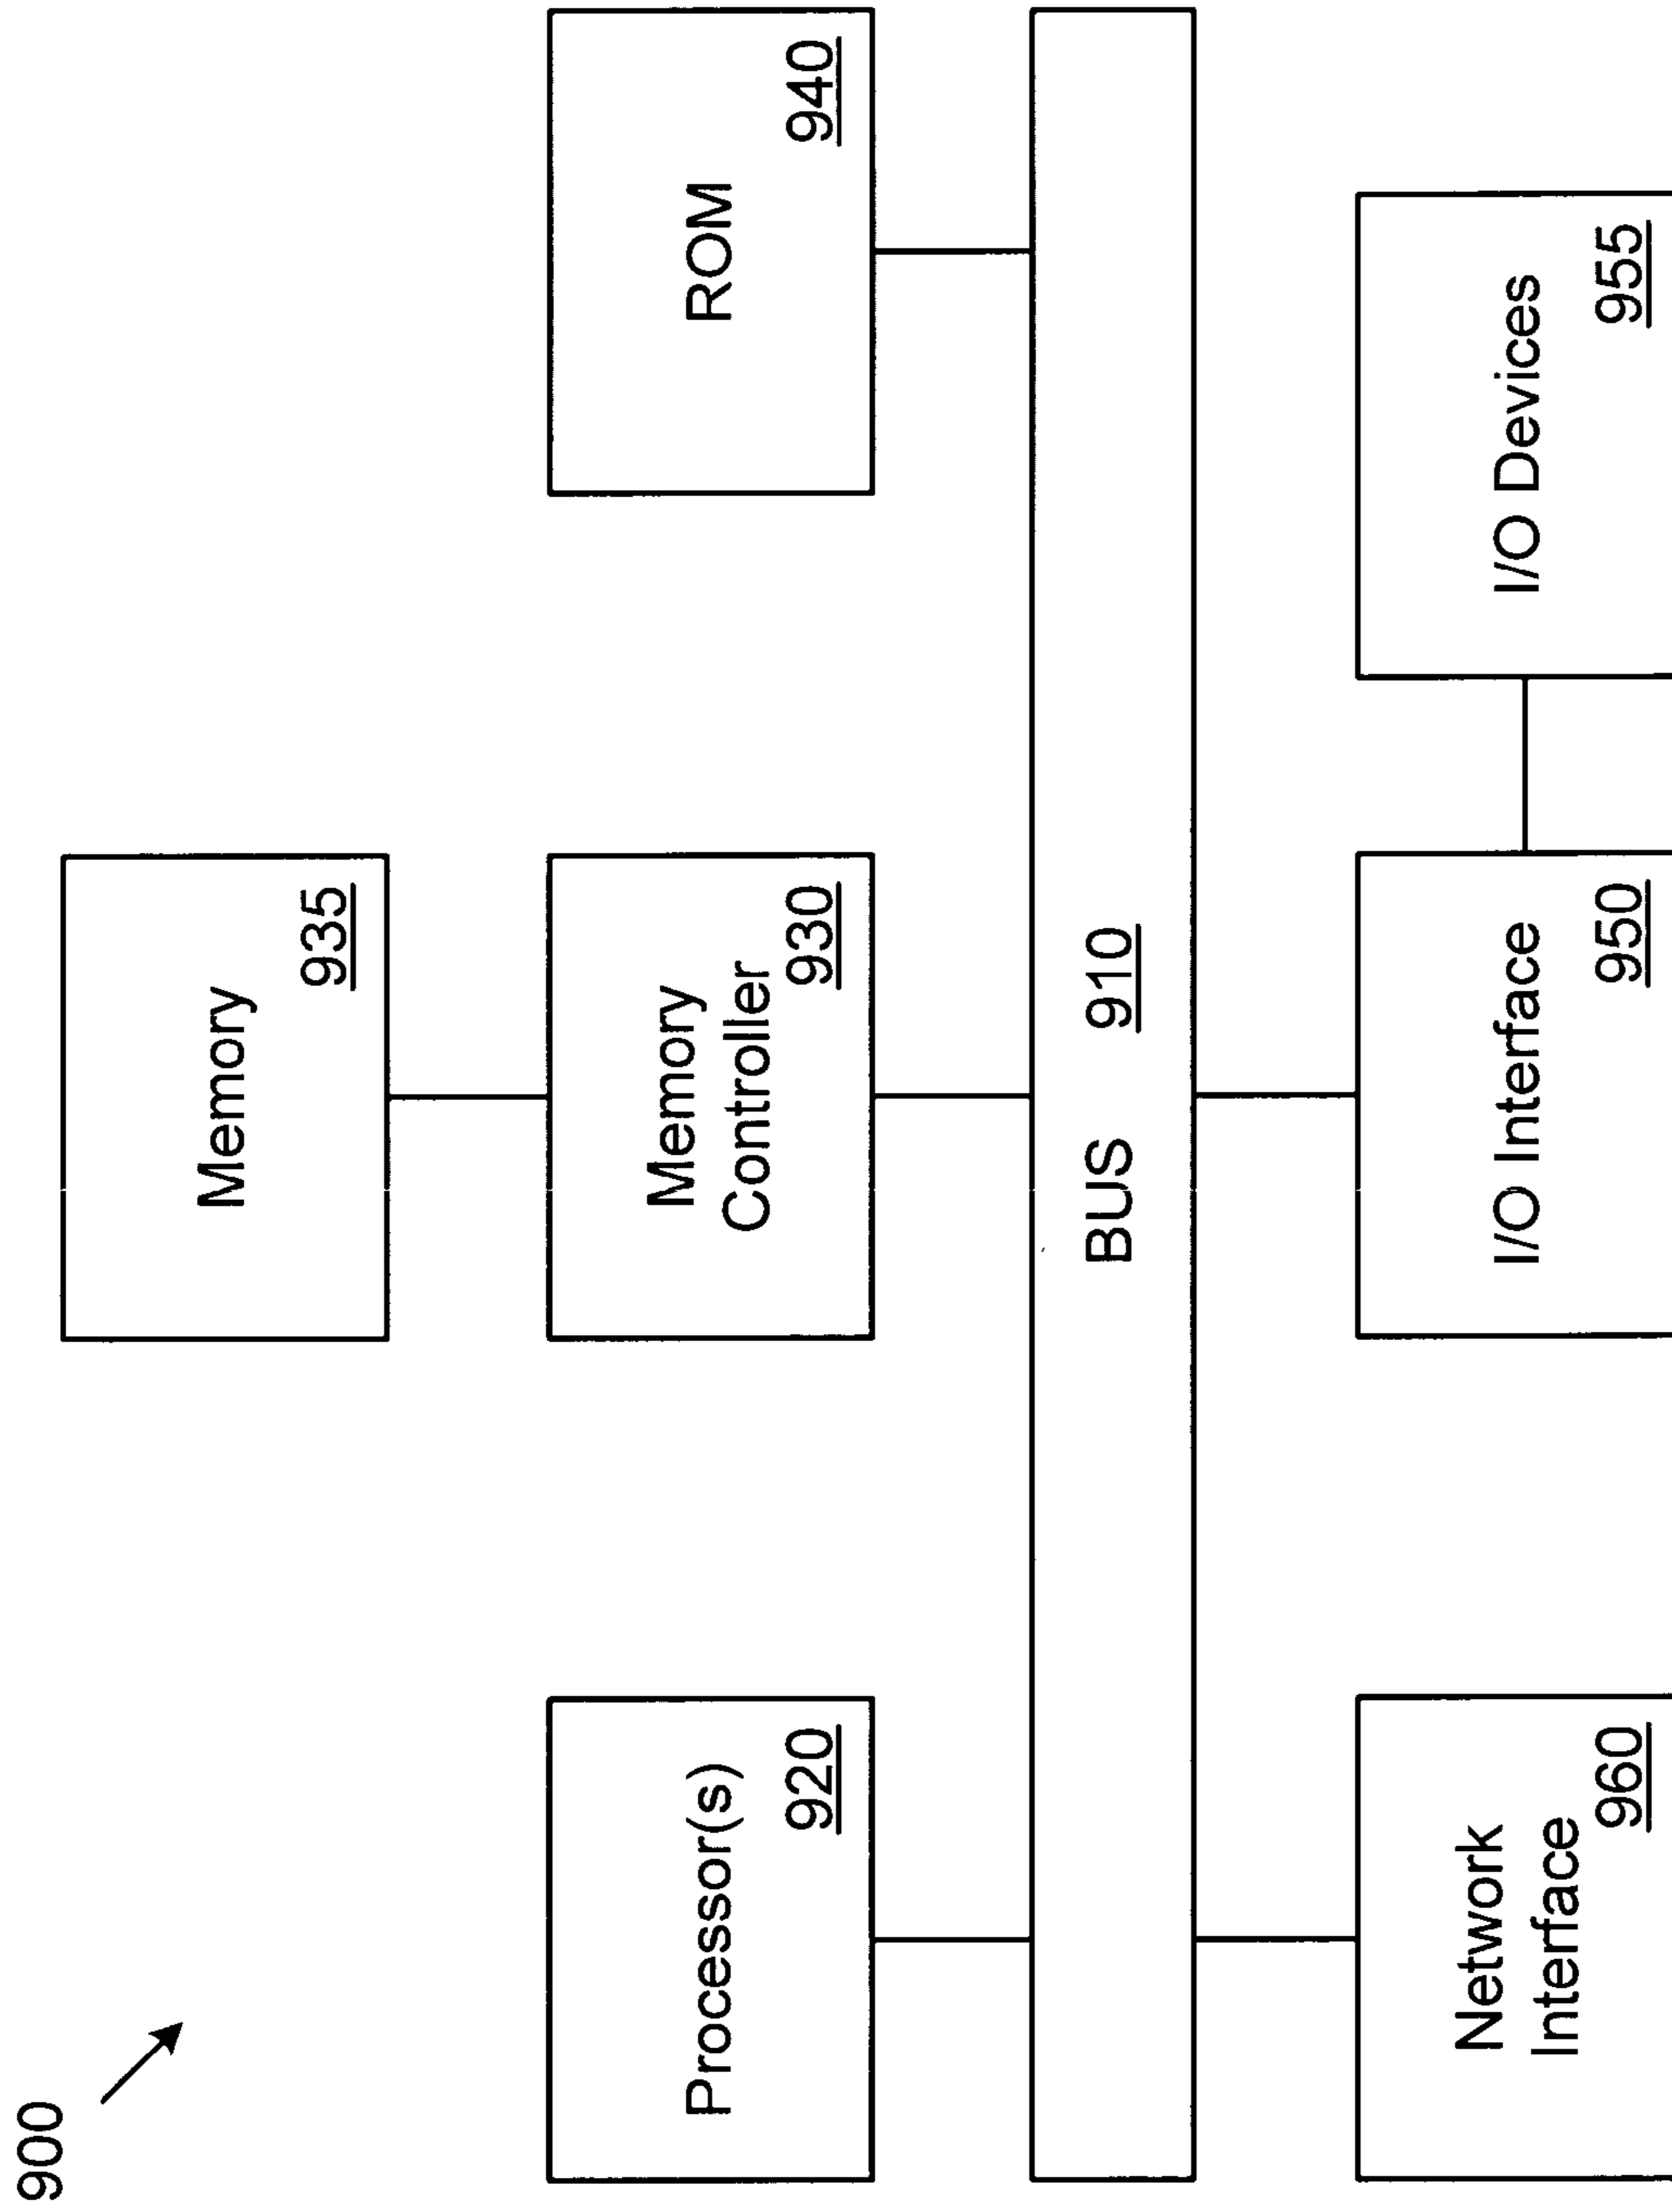 900
Memory
935
Processor(s)
920
Memory
Controller
930
ROM
940
BUS 910
Network
Interface
960
I/O Interface
950
I/O Devices
955